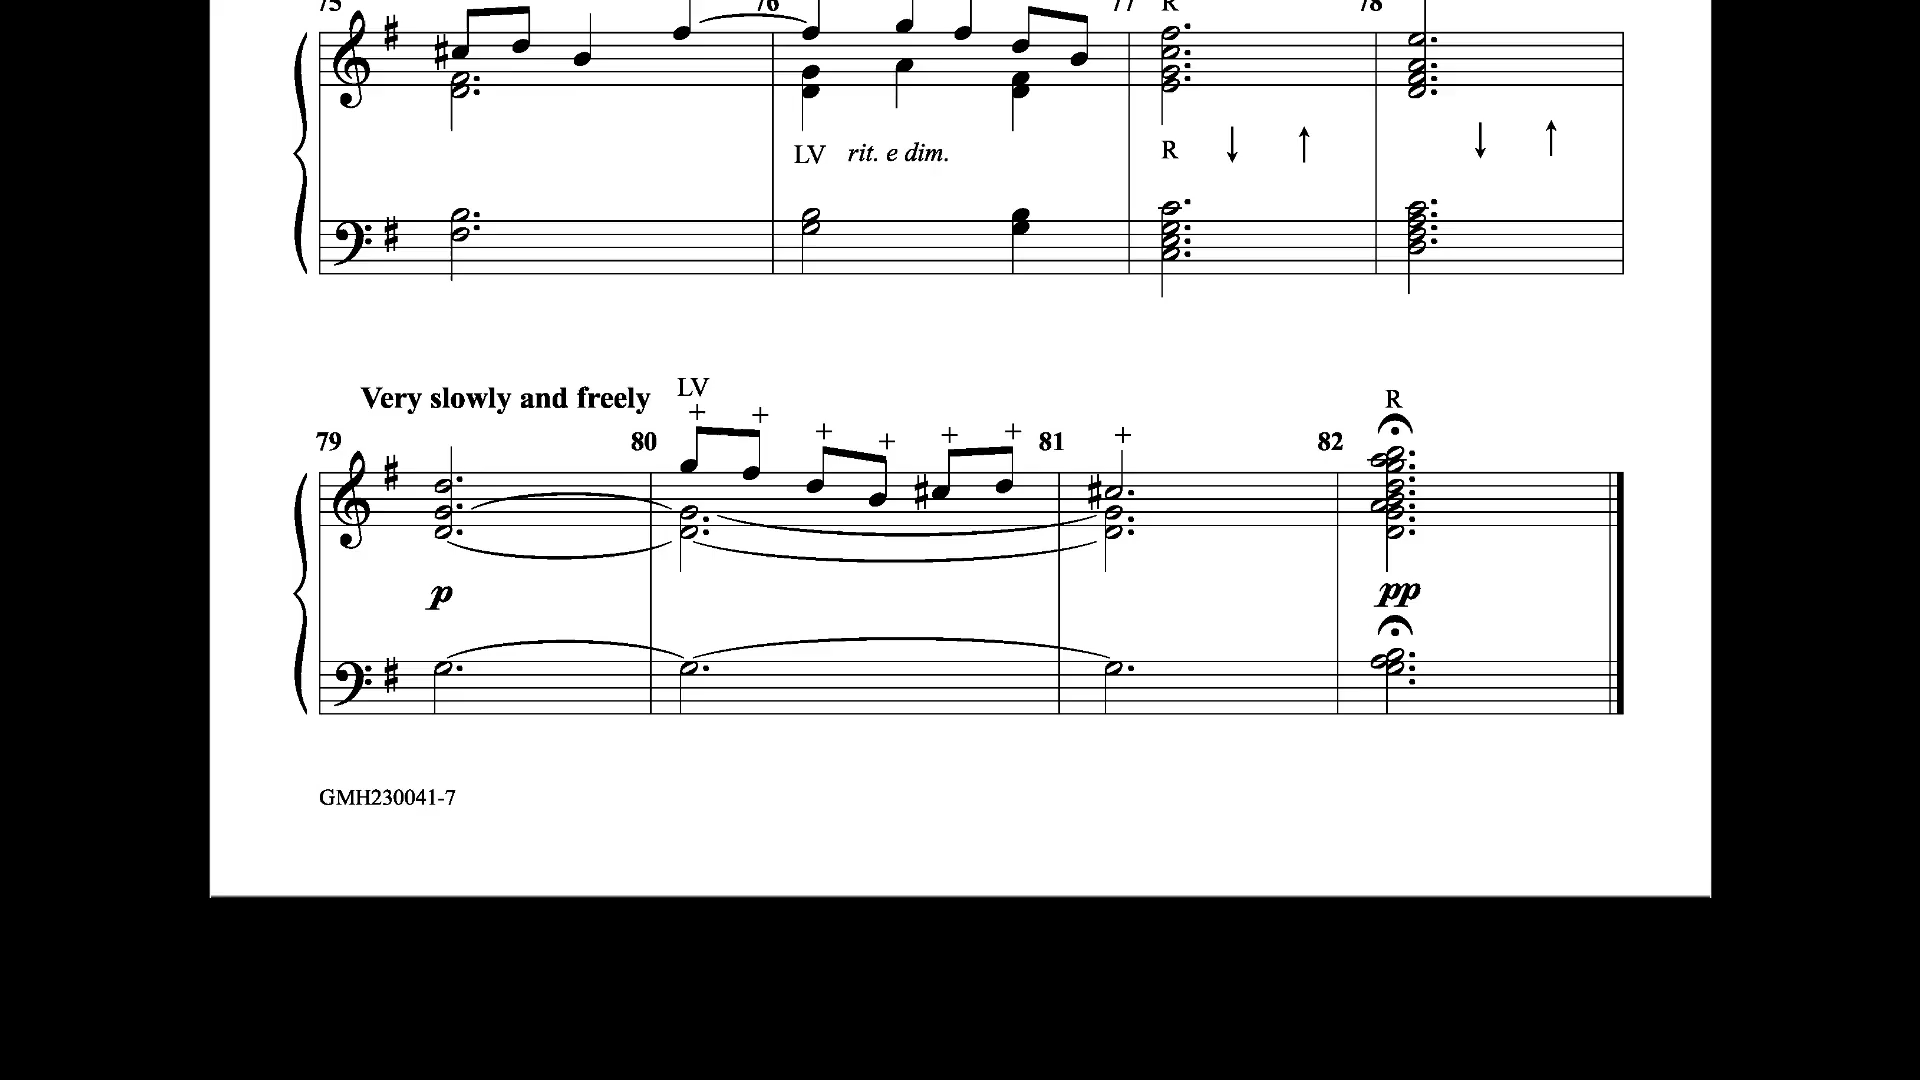 75 76 77 R 78
LV rit. e dim. R
Very slowly and freely LV R
79 80 81 82
p pp
GMH230041-7